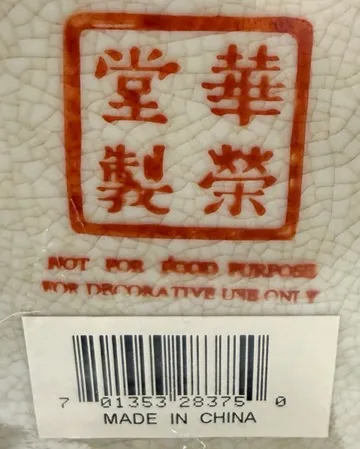 華榮
堂製
NOT FOR FOOD PURPOSE
FOR DECORATIVE USE ONLY
7 01353 28375 0
MADE IN CHINA